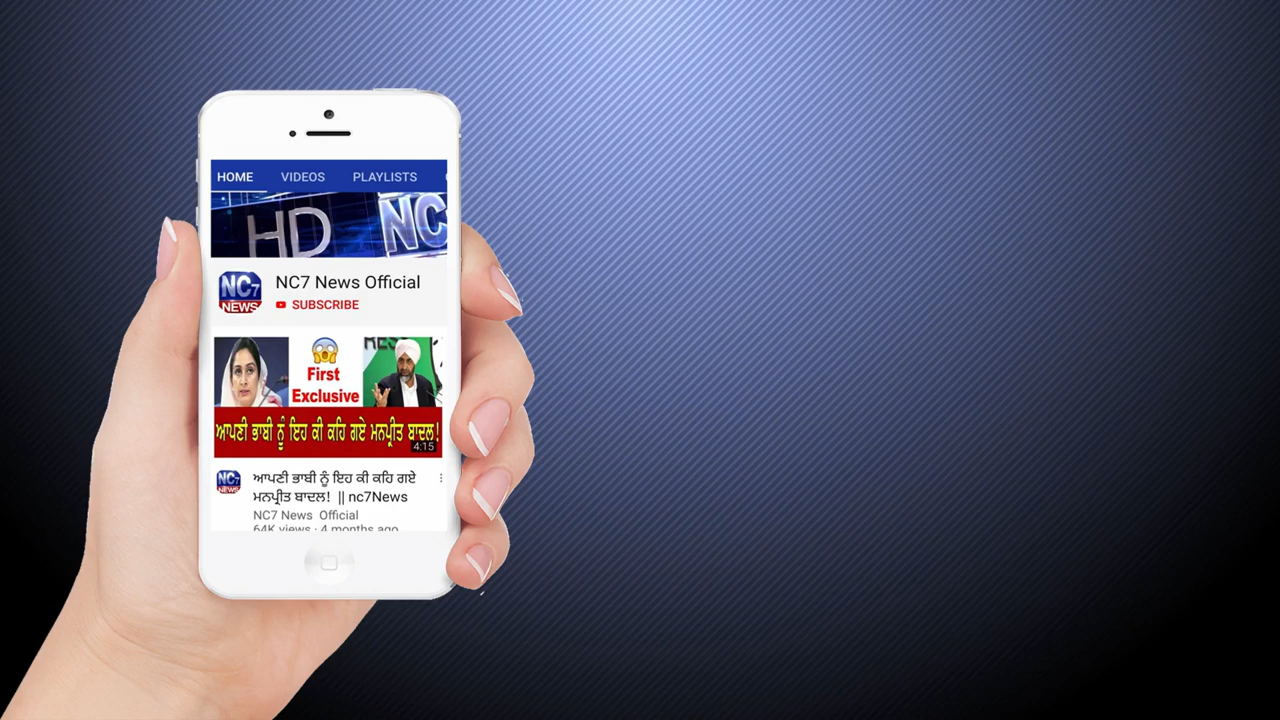 HOME VIDEOS PLAYLISTS
HD NC
NC7 NEWS
NC7 News Official
SUBSCRIBE
First
Exclusive
ਆਪਣੀ ਭਾਬੀ ਨੂੰ ਇਹ ਕੀ ਕਹਿ ਗਏ ਮਨਪ੍ਰੀਤ ਬਾਦਲ!
4:15
NC7 NEWS
ਆਪਣੀ ਭਾਬੀ ਨੂੰ ਇਹ ਕੀ ਕਹਿ ਗਏ
ਮਨਪ੍ਰੀਤ ਬਾਦਲ! || nc7News
NC7 News Official
64K views · 4 months ago